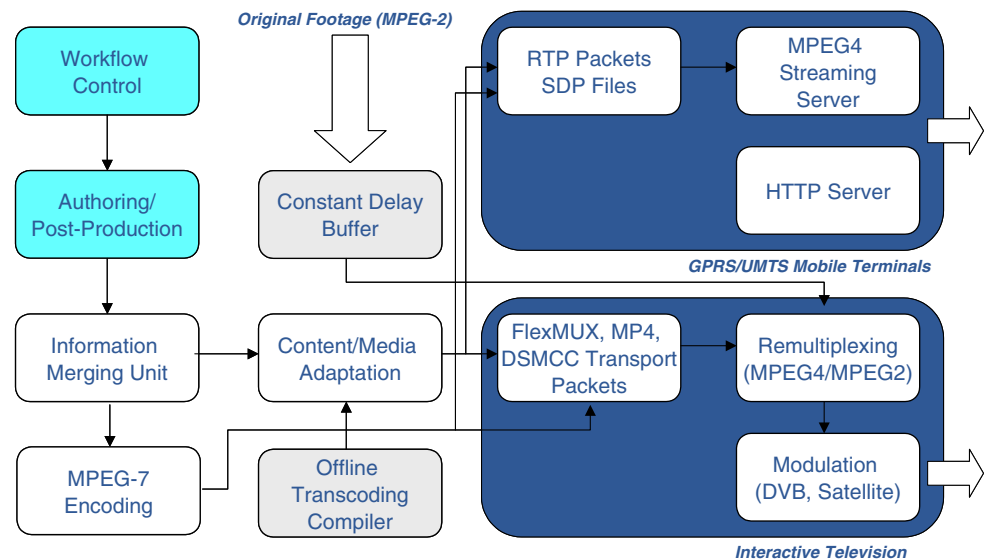 Original Footage (MPEG-2)
Workflow
Control
RTP Packets
SDP Files
MPEG4
Streaming
Server
Authoring/
Post-Production
Constant Delay
Buffer
HTTP Server
GPRS/UMTS Mobile Terminals
Information
Merging Unit
Content/Media
Adaptation
FlexMUX, MP4,
DSMCC Transport
Packets
Remultiplexing
(MPEG4/MPEG2)
MPEG-7
Encoding
Offline
Transcoding
Compiler
Modulation
(DVB, Satellite)
Interactive Television